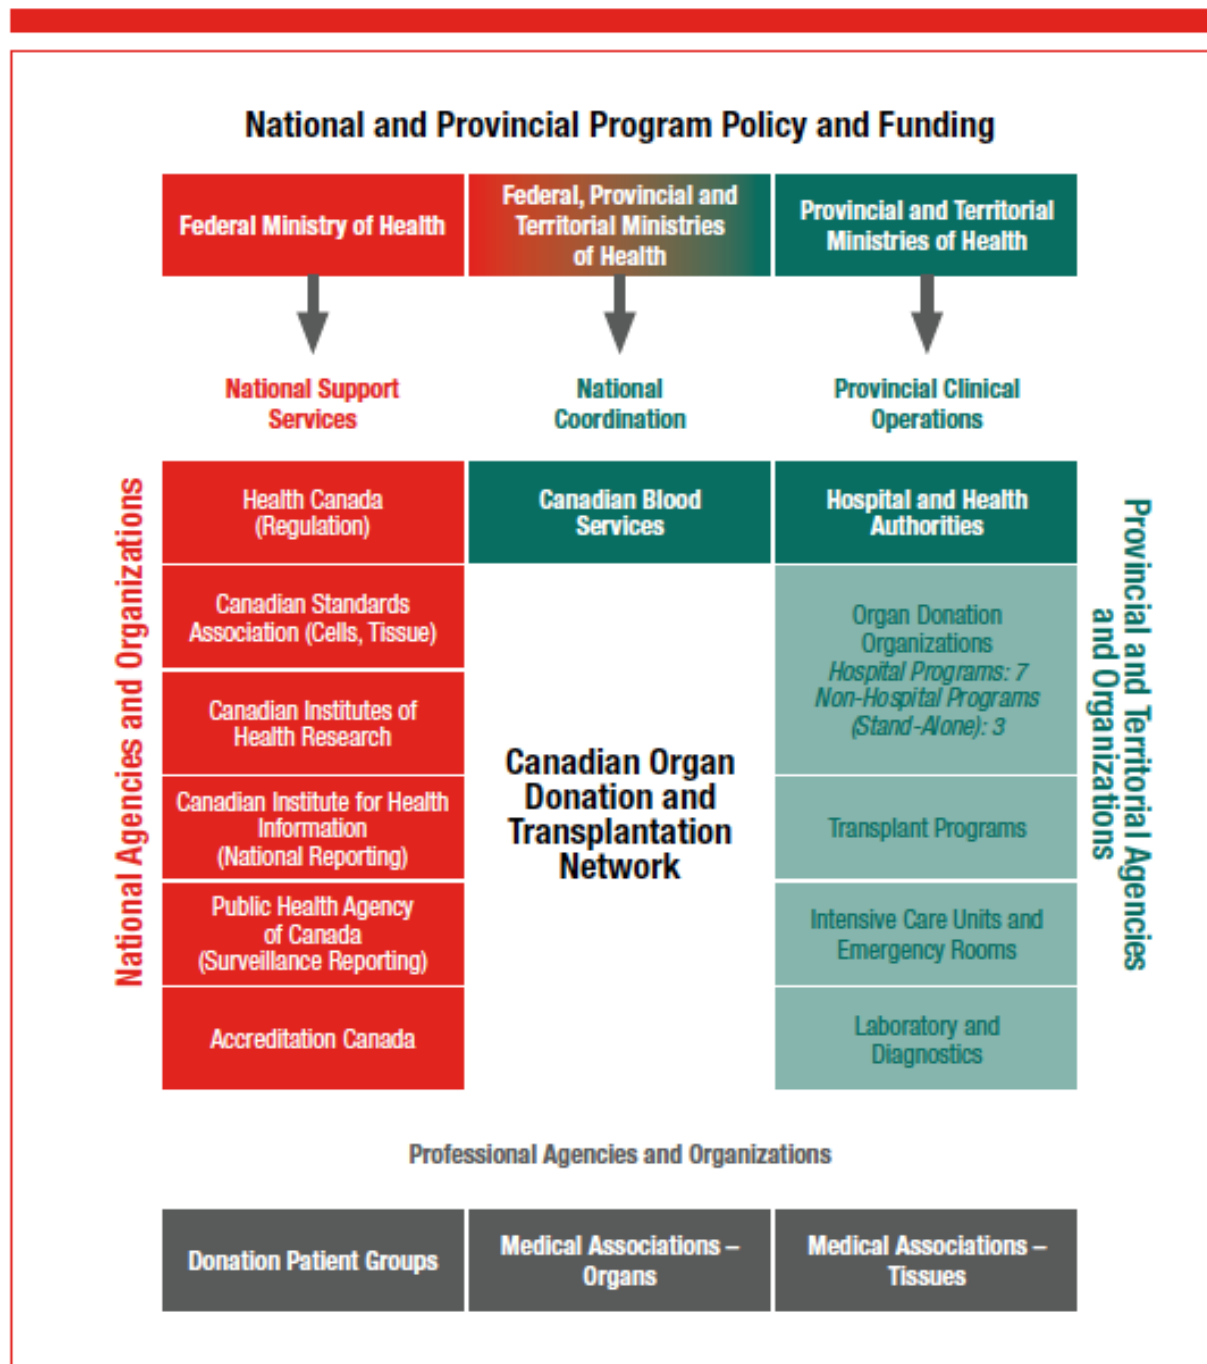 National and Provincial Program Policy and Funding
Federal Ministry of Health
Federal, Provincial and
Territorial Ministries
of Health
Provincial and Territorial
Ministries of Health
National Support
Services
National
Coordination
Provincial Clinical
Operations
National Agencies and Organizations
Health Canada
(Regulation)
Canadian Standards
Association (Cells, Tissue)
Canadian Institutes of
Health Research
Canadian Institute for Health
Information
(National Reporting)
Public Health Agency
of Canada
(Surveillance Reporting)
Accreditation Canada
Canadian Blood
Services
Canadian Organ
Donation and
Transplantation
Network
Hospital and Health
Authorities
Organ Donation
Organizations
Hospital Programs: 7
Non-Hospital Programs
(Stand-Alone): 3
Transplant Programs
Intensive Care Units and
Emergency Rooms
Laboratory and
Diagnostics
Provincial and Territorial Agencies
and Organizations
Professional Agencies and Organizations
Donation Patient Groups
Medical Associations –
Organs
Medical Associations –
Tissues